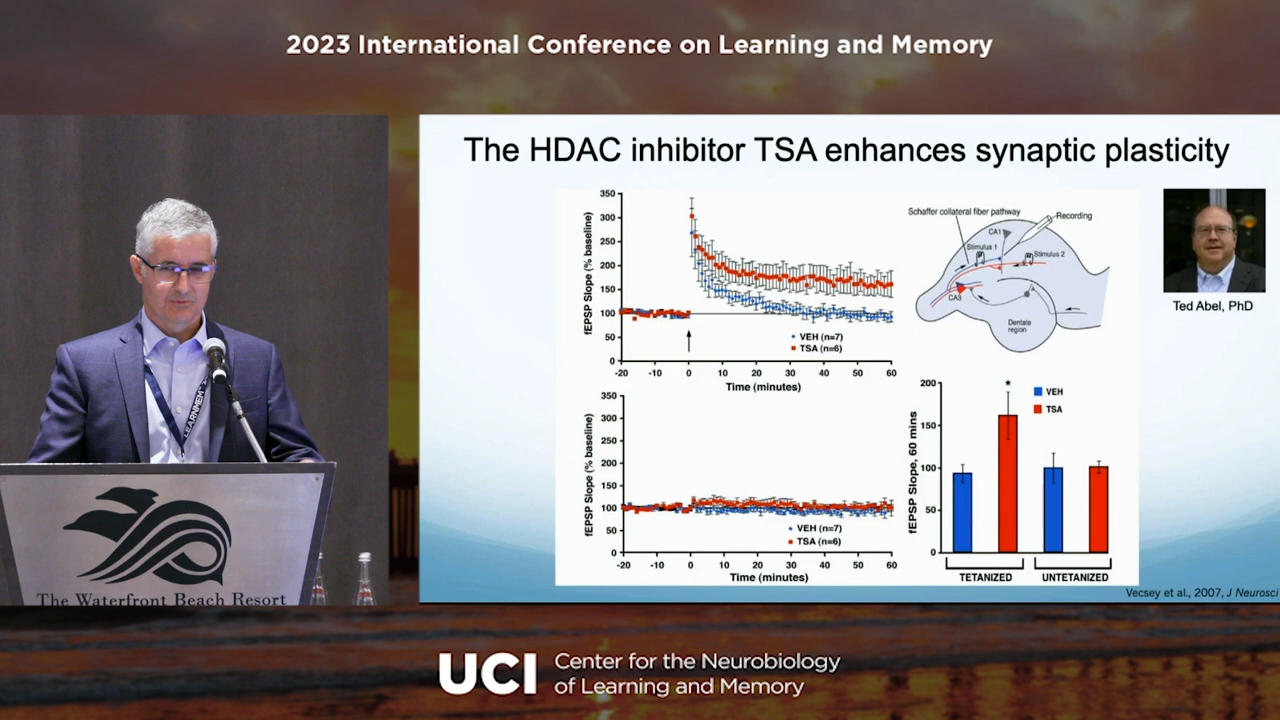 2023 International Conference on Learning and Memory
The HDAC inhibitor TSA enhances synaptic plasticity
350
300
250
200
150
100
50
0
fEPSP Slope (% baseline)
VEH (n=7)
TSA (n=6)
-20 -10 0 10 20 30 40 50 60
Time (minutes)
Schaffer collateral fiber pathway
Recording
CA1
Stimulus 1
Stimulus 2
CA3
Dentate
region
Ted Abel, PhD
350
300
250
200
150
100
50
0
fEPSP Slope (% baseline)
VEH (n=7)
TSA (n=6)
-20 -10 0 10 20 30 40 50 60
Time (minutes)
200
150
100
50
0
fEPSP Slope, 60 mins
*
VEH
TSA
TETANIZED UNTETANIZED
Vecsey et al., 2007, J Neurosci
LEARNMEM
The Waterfront Beach Resort
UCI
Center for the Neurobiology
of Learning and Memory